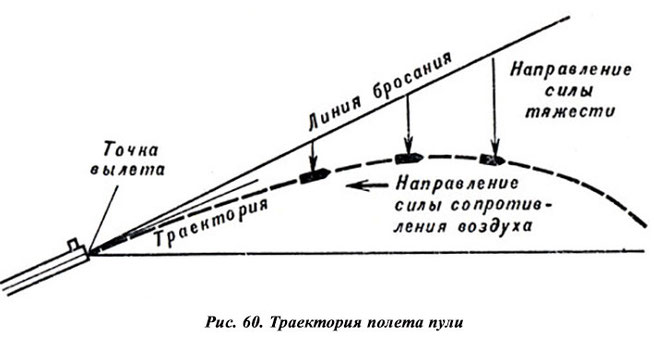 Точка
вылета
Линия бросания
Направление
силы
тяжести
Траектория
Направление
силы сопротив-
ления воздуха
Рис. 60. Траектория полета пули